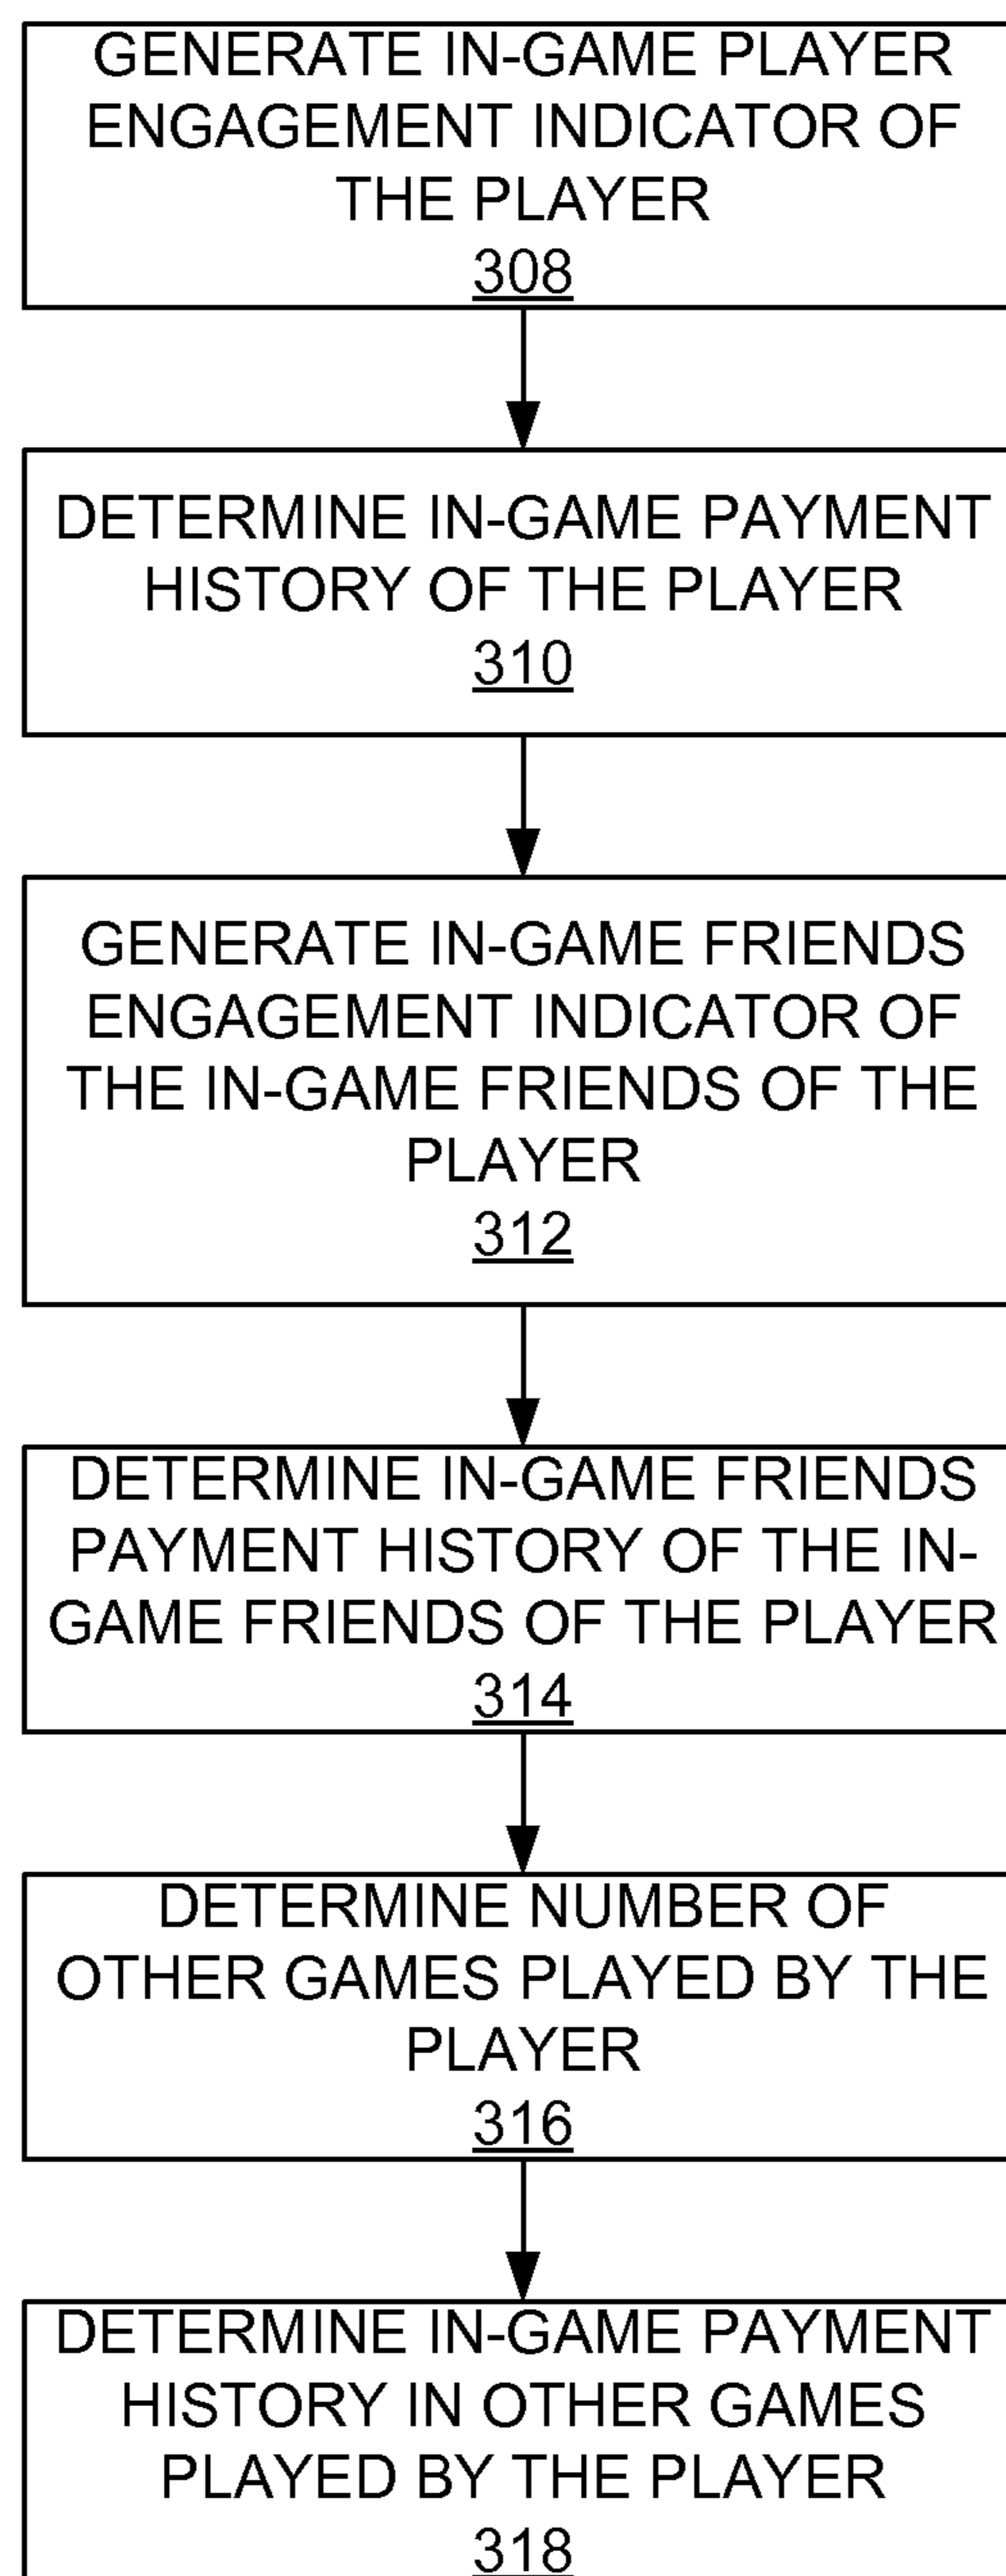 GENERATE IN-GAME PLAYER
ENGAGEMENT INDICATOR OF
THE PLAYER
308
DETERMINE IN-GAME PAYMENT
HISTORY OF THE PLAYER
310
GENERATE IN-GAME FRIENDS
ENGAGEMENT INDICATOR OF
THE IN-GAME FRIENDS OF THE
PLAYER
312
DETERMINE IN-GAME FRIENDS
PAYMENT HISTORY OF THE IN-
GAME FRIENDS OF THE PLAYER
314
DETERMINE NUMBER OF
OTHER GAMES PLAYED BY THE
PLAYER
316
DETERMINE IN-GAME PAYMENT
HISTORY IN OTHER GAMES
PLAYED BY THE PLAYER
318